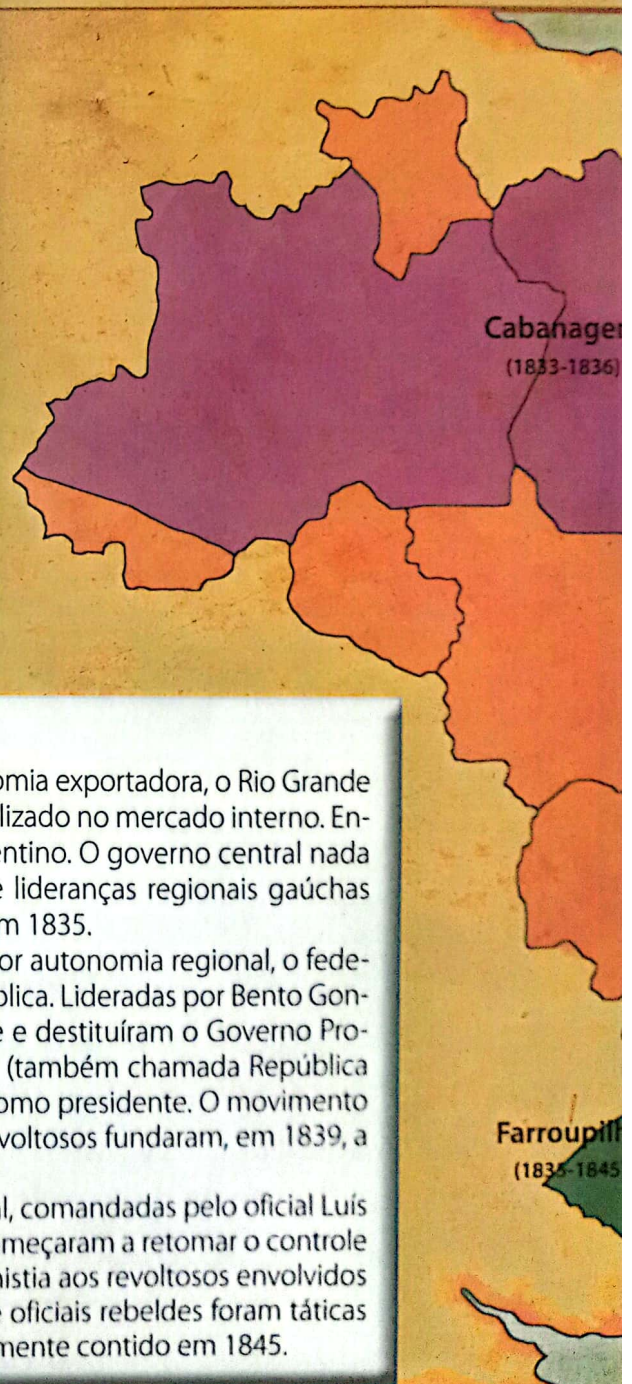 Cabanage
(1833-1836)
omia exportadora, o Rio Grande
lizado no mercado interno. En-
entino. O governo central nada
e lideranças regionais gaúchas
m 1835.
or autonomia regional, o fede-
blica. Lideradas por Bento Gon-
e e destituíram o Governo Pro-
(também chamada República
omo presidente. O movimento
voltosos fundaram, em 1839, a
l, comandadas pelo oficial Luís
meçaram a retomar o controle
nistia aos revoltosos envolvidos
e oficiais rebeldes foram táticas
mente contido em 1845.
Farroupilh
(1835-1845